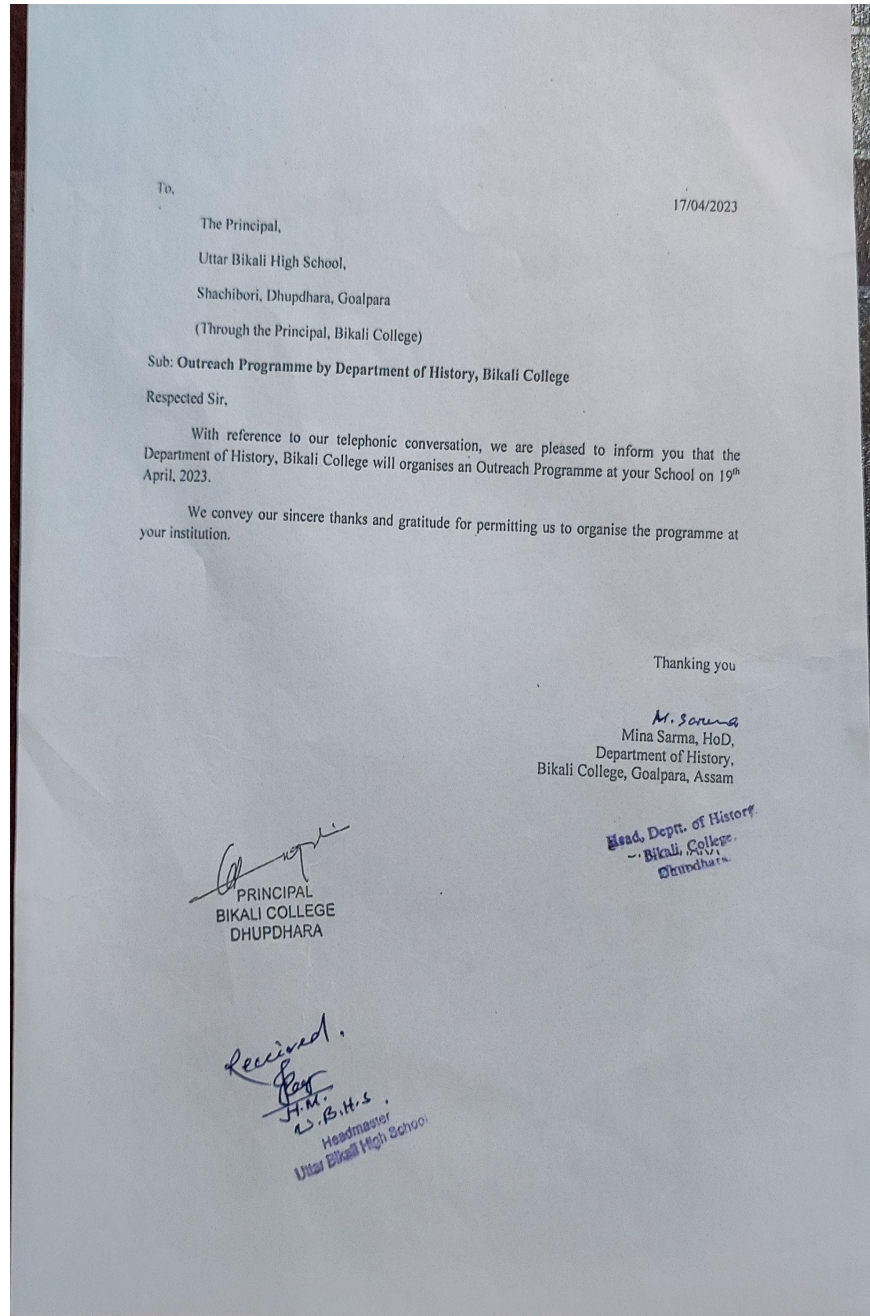 To,
17/04/2023
The Principal,
Uttar Bikali High School,
Shachibori, Dhupdhara, Goalpara
(Through the Principal, Bikali College)
Sub: Outreach Programme by Department of History, Bikali College
Respected Sir,
With reference to our telephonic conversation, we are pleased to inform you that the
Department of History, Bikali College will organises an Outreach Programme at your School on 19th
April, 2023.
We convey our sincere thanks and gratitude for permitting us to organise the programme at
your institution.
Thanking you
M. Sarma
Mina Sarma, HoD,
Department of History,
Bikali College, Goalpara, Assam
Head, Deptt. of History
Bikali, College.
PRINCIPAL
BIKALI COLLEGE
DHUPDHARA
Received.
H.M.
U.B.H.S.
Headmaster
Uttar Bikali High School